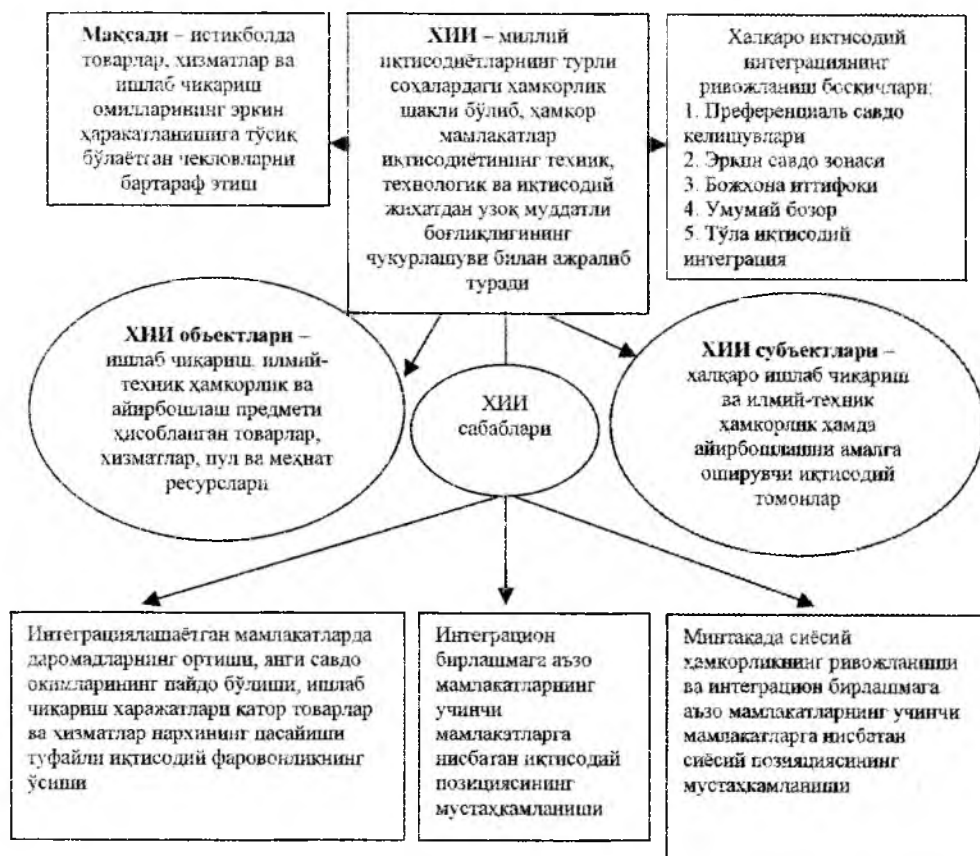 Мақсади – истикболда
товарлар, хизматлар ва
ишлаб чикариш
омилларининг эркин
ҳаракатланишига тўсиқ
бўлаётган чекловларни
бартараф этиш
ХИИ – миллий
иқтисодиётларнинг турли
соҳалардаги ҳамкорлик
шакли бўлиб, ҳамкор
мамлакатлар
иқтисодиётининг техник,
технологик ва иқтисодий
жиҳатдан узоқ муддатли
боғлиқлигининг
чукурлашуви билан ажралиб
туради
Халқаро иқтисодий
интеграциянинг
ривожланиш босқичлари:
1. Преференциаль савдо
келишувлари
2. Эркин савдо зонаси
3. Божхона иттифоки
4. Умумий бозор
5. Тўла иқтисодий
интеграция
ХИИ объектлари –
ишлаб чиқариш, илмий-
техник ҳамкорлик ва
айирбошлаш предмети
ҳисобланган товарлар,
хизматлар, пул ва меҳнат
ресурслари
ХИИ
сабаблари
ХИИ субъектлари –
халқаро ишлаб чиқариш
ва илмий-техник
ҳамкорлик ҳамда
айирбошлашни амалга
оширувчи иқтисодий
томонлар
Интеграциялашаётган мамлакатларда
даромадларнинг ортиши, янги савдо
оқимларининг пайдо бўлиши, ишлаб
чиқариш харажатлари қатор товарлар
ва хизматлар нархининг пасайиши
туфайли иқтисодий фаровонликнинг
ўсиши
Интеграцион
бирлашмага аъзо
мамлакатларнинг
учинчи
мамлакатларга
нисбатан иқтисодий
позициясининг
мустаҳкамланиши
Минтақада сиёсий
ҳамкорликнинг ривожланиши
ва интеграцион бирлашмага
аъзо мамлакатларнинг учинчи
мамлакатларга нисбатан
сиёсий позициясининг
мустаҳкамланиши